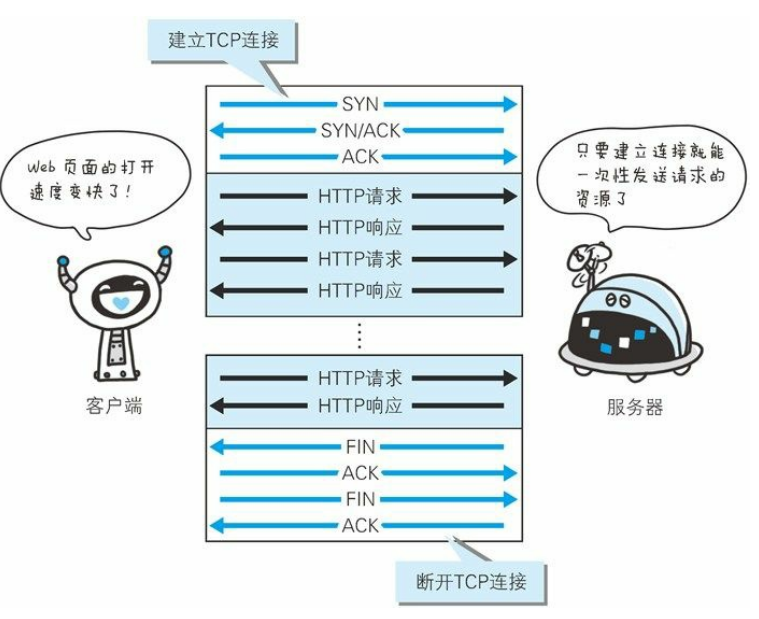 建立TCP连接
SYN
SYN/ACK
ACK
Web 页面的打开
速度变快了！
只要建立连接就能
一次性发送请求的
资源了
HTTP请求
HTTP响应
HTTP请求
HTTP响应
HTTP请求
HTTP响应
客户端
服务器
FIN
ACK
FIN
ACK
断开TCP连接